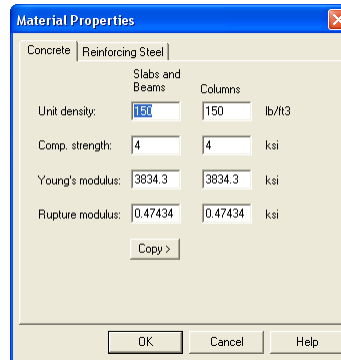 Material Properties
Concrete Reinforcing Steel
Slabs and
Beams Columns
Unit density: 150 150 lb/ft3
Comp. strength: 4 4 ksi
Young's modulus: 3834.3 3834.3 ksi
Rupture modulus: 0.47434 0.47434 ksi
Copy >
OK Cancel Help